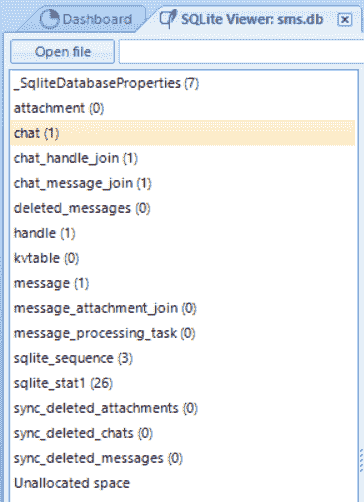 Dashboard SQLite Viewer: sms.db
Open file
_SqliteDatabaseProperties (7)
attachment (0)
chat (1)
chat_handle_join (1)
chat_message_join (1)
deleted_messages (0)
handle (1)
kvtable (0)
message (1)
message_attachment_join (0)
message_processing_task (0)
sqlite_sequence (3)
sqlite_stat1 (26)
sync_deleted_attachments (0)
sync_deleted_chats (0)
sync_deleted_messages (0)
Unallocated space